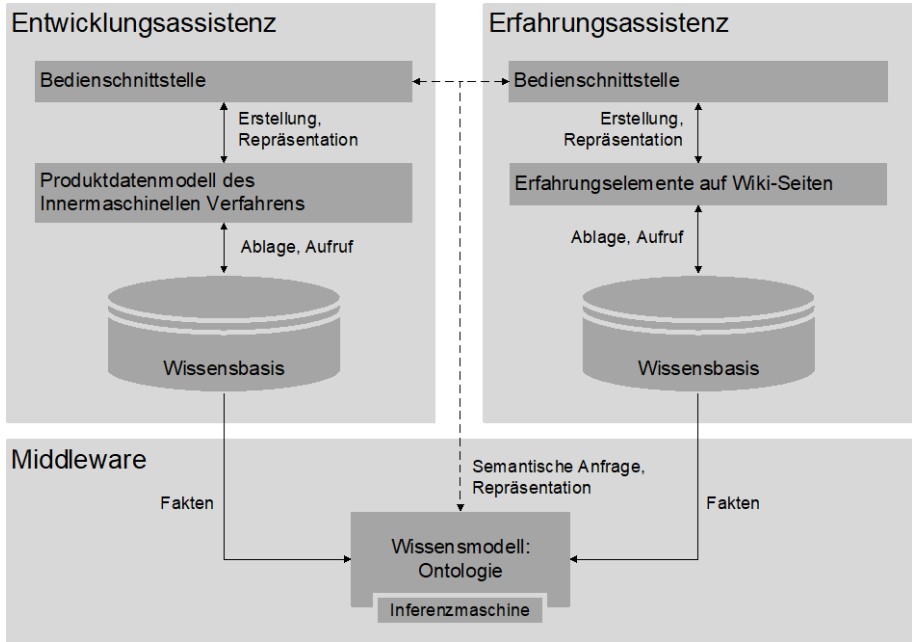 Entwicklungsassistenz
Bedienschnittstelle
Erstellung,
Repräsentation
Produktdatenmodell des
Innermaschinellen Verfahrens
Ablage, Aufruf
Wissensbasis
Erfahrungsassistenz
Bedienschnittstelle
Erstellung,
Repräsentation
Erfahrungselemente auf Wiki-Seiten
Ablage, Aufruf
Wissensbasis
Middleware
Fakten
Semantische Anfrage,
Repräsentation
Fakten
Wissensmodell:
Ontologie
Inferenzmaschine